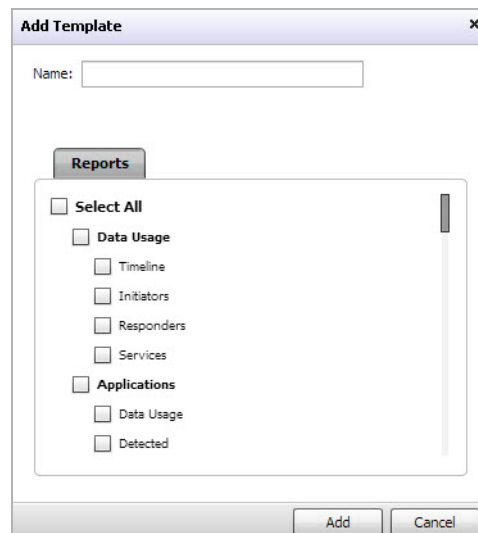 Add Template
Name:
Reports
Select All
Data Usage
Timeline
Initiators
Responders
Services
Applications
Data Usage
Detected
Add Cancel